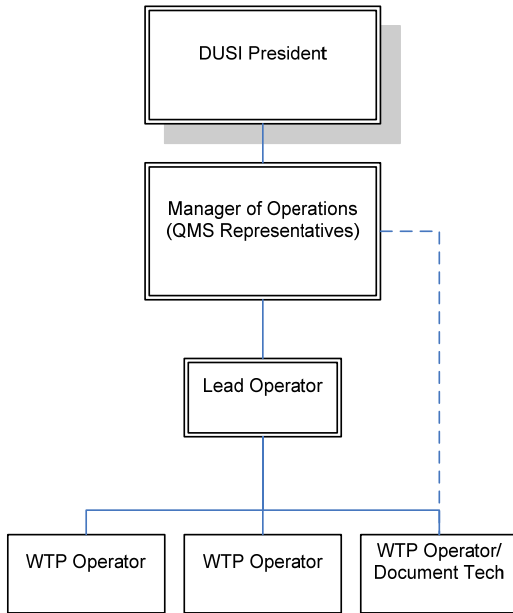 DUSI President
Manager of Operations
(QMS Representatives)
Lead Operator
WTP Operator
WTP Operator
WTP Operator/
Document Tech